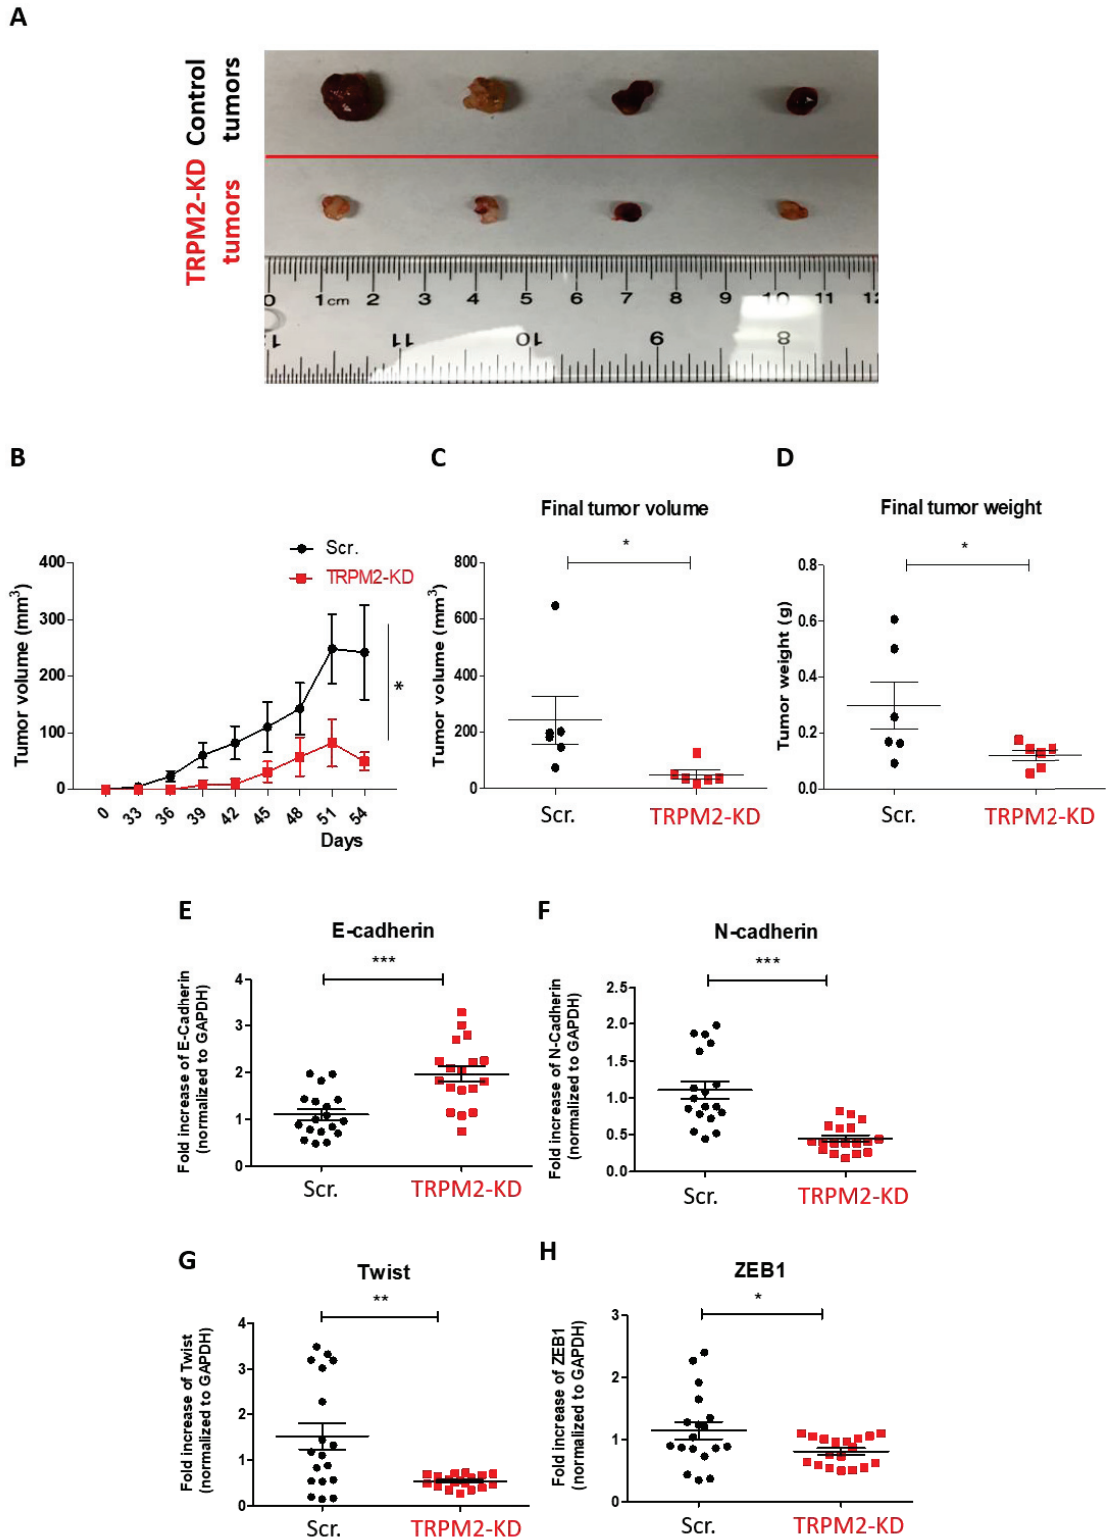 A
Control
tumors
TRPM2-KD
tumors
0 1cm 2 3 4 5 6 7 8 9 10 11 12
11 10 9 8
B
Scr.
TRPM2-KD
Tumor volume (mm3)
400
300
200
100
0
*
0 33 36 39 42 45 48 51 54
Days
C
Final tumor volume
*
Tumor volume (mm3)
800
600
400
200
0
Scr. TRPM2-KD
D
Final tumor weight
*
Tumor weight (g)
0.8
0.6
0.4
0.2
0.0
Scr. TRPM2-KD
E
E-cadherin
***
Fold increase of E-Cadherin
(normalized to GAPDH)
4
3
2
1
0
Scr. TRPM2-KD
F
N-cadherin
***
Fold increase of N-Cadherin
(normalized to GAPDH)
2.5
2.0
1.5
1.0
0.5
0.0
Scr. TRPM2-KD
G
Twist
**
Fold increase of Twist
(normalized to GAPDH)
4
3
2
1
0
Scr. TRPM2-KD
H
ZEB1
*
Fold increase of ZEB1
(normalized to GAPDH)
3
2
1
0
Scr. TRPM2-KD